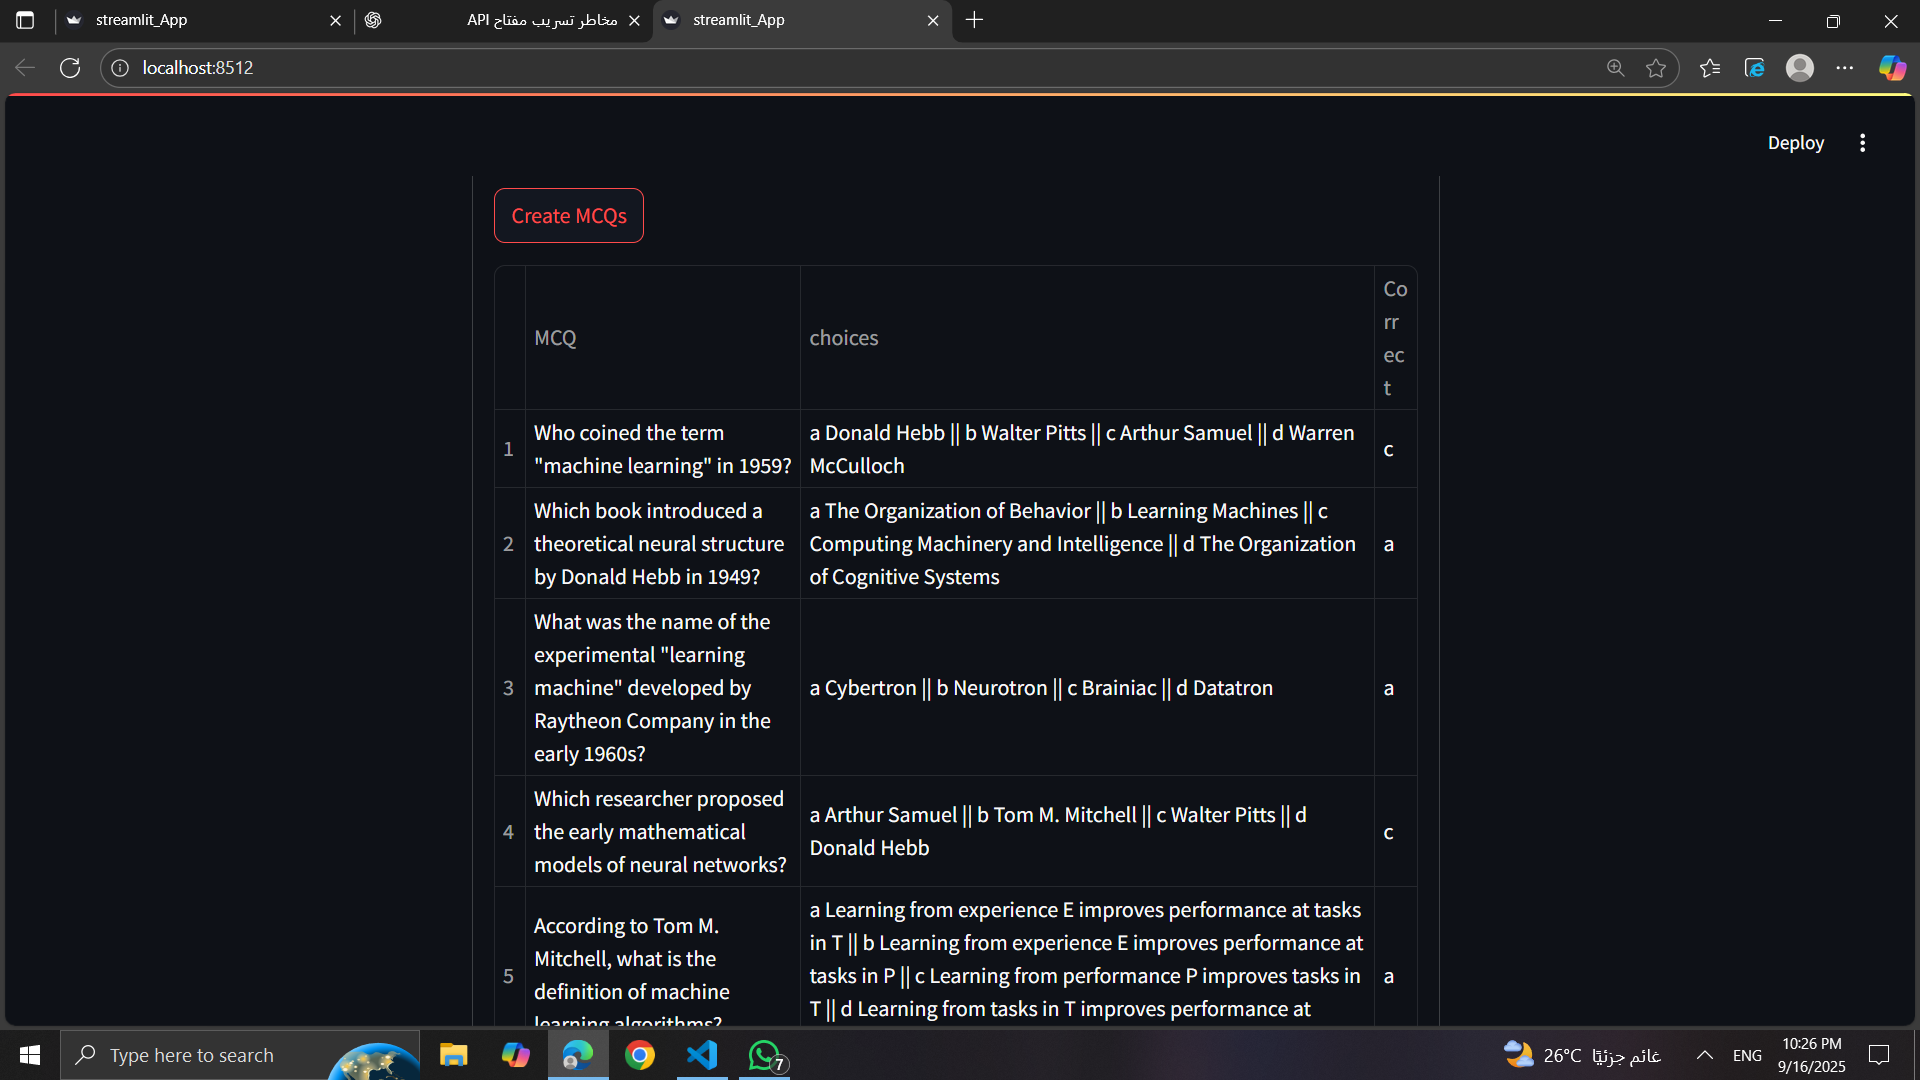 streamlit_App
مخاطر تسريب مفتاح API
streamlit_App
localhost:8512
Deploy
Create MCQs
MCQ
choices
Co
rr
ec
t
1
Who coined the term
"machine learning" in 1959?
a Donald Hebb || b Walter Pitts || c Arthur Samuel || d Warren
McCulloch
c
2
Which book introduced a
theoretical neural structure
by Donald Hebb in 1949?
a The Organization of Behavior || b Learning Machines || c
Computing Machinery and Intelligence || d The Organization
of Cognitive Systems
a
3
What was the name of the
experimental "learning
machine" developed by
Raytheon Company in the
early 1960s?
a Cybertron || b Neurotron || c Brainiac || d Datatron
a
4
Which researcher proposed
the early mathematical
models of neural networks?
a Arthur Samuel || b Tom M. Mitchell || c Walter Pitts || d
Donald Hebb
c
5
According to Tom M.
Mitchell, what is the
definition of machine
learning algorithms?
a Learning from experience E improves performance at tasks
in T || b Learning from experience E improves performance at
tasks in P || c Learning from performance P improves tasks in
T || d Learning from tasks in T improves performance at
a
Type here to search
7
26°C غائم جزئيًا
ENG
10:26 PM
9/16/2025